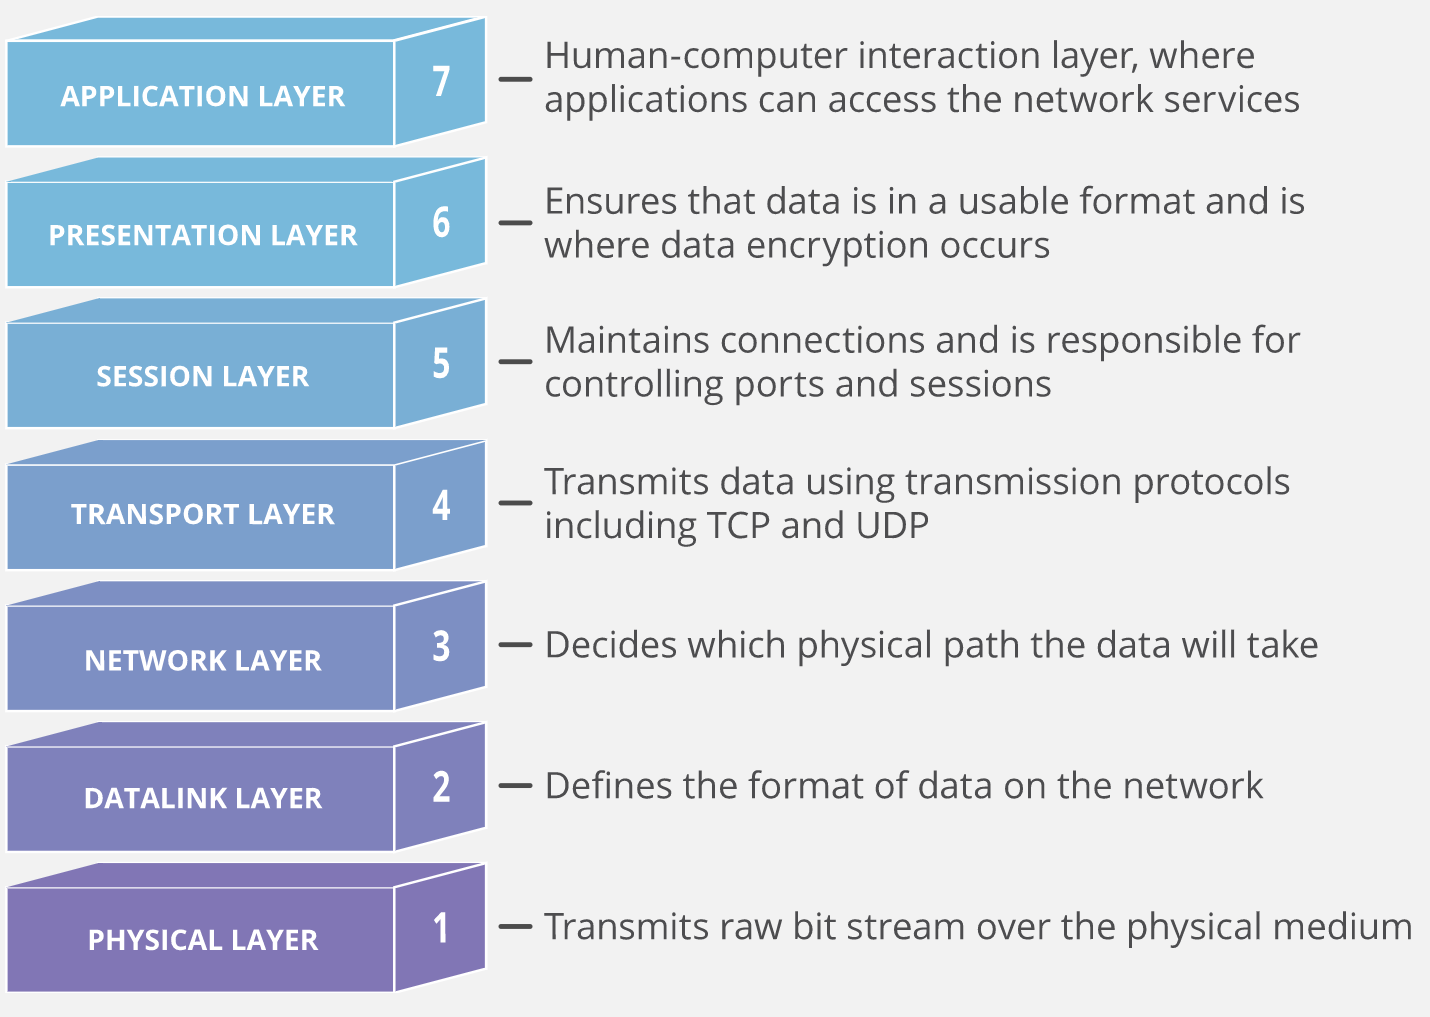 APPLICATION LAYER
7
Human-computer interaction layer, where
applications can access the network services
PRESENTATION LAYER
6
Ensures that data is in a usable format and is
where data encryption occurs
SESSION LAYER
5
Maintains connections and is responsible for
controlling ports and sessions
TRANSPORT LAYER
4
Transmits data using transmission protocols
including TCP and UDP
NETWORK LAYER
3
Decides which physical path the data will take
DATALINK LAYER
2
Defines the format of data on the network
PHYSICAL LAYER
1
Transmits raw bit stream over the physical medium